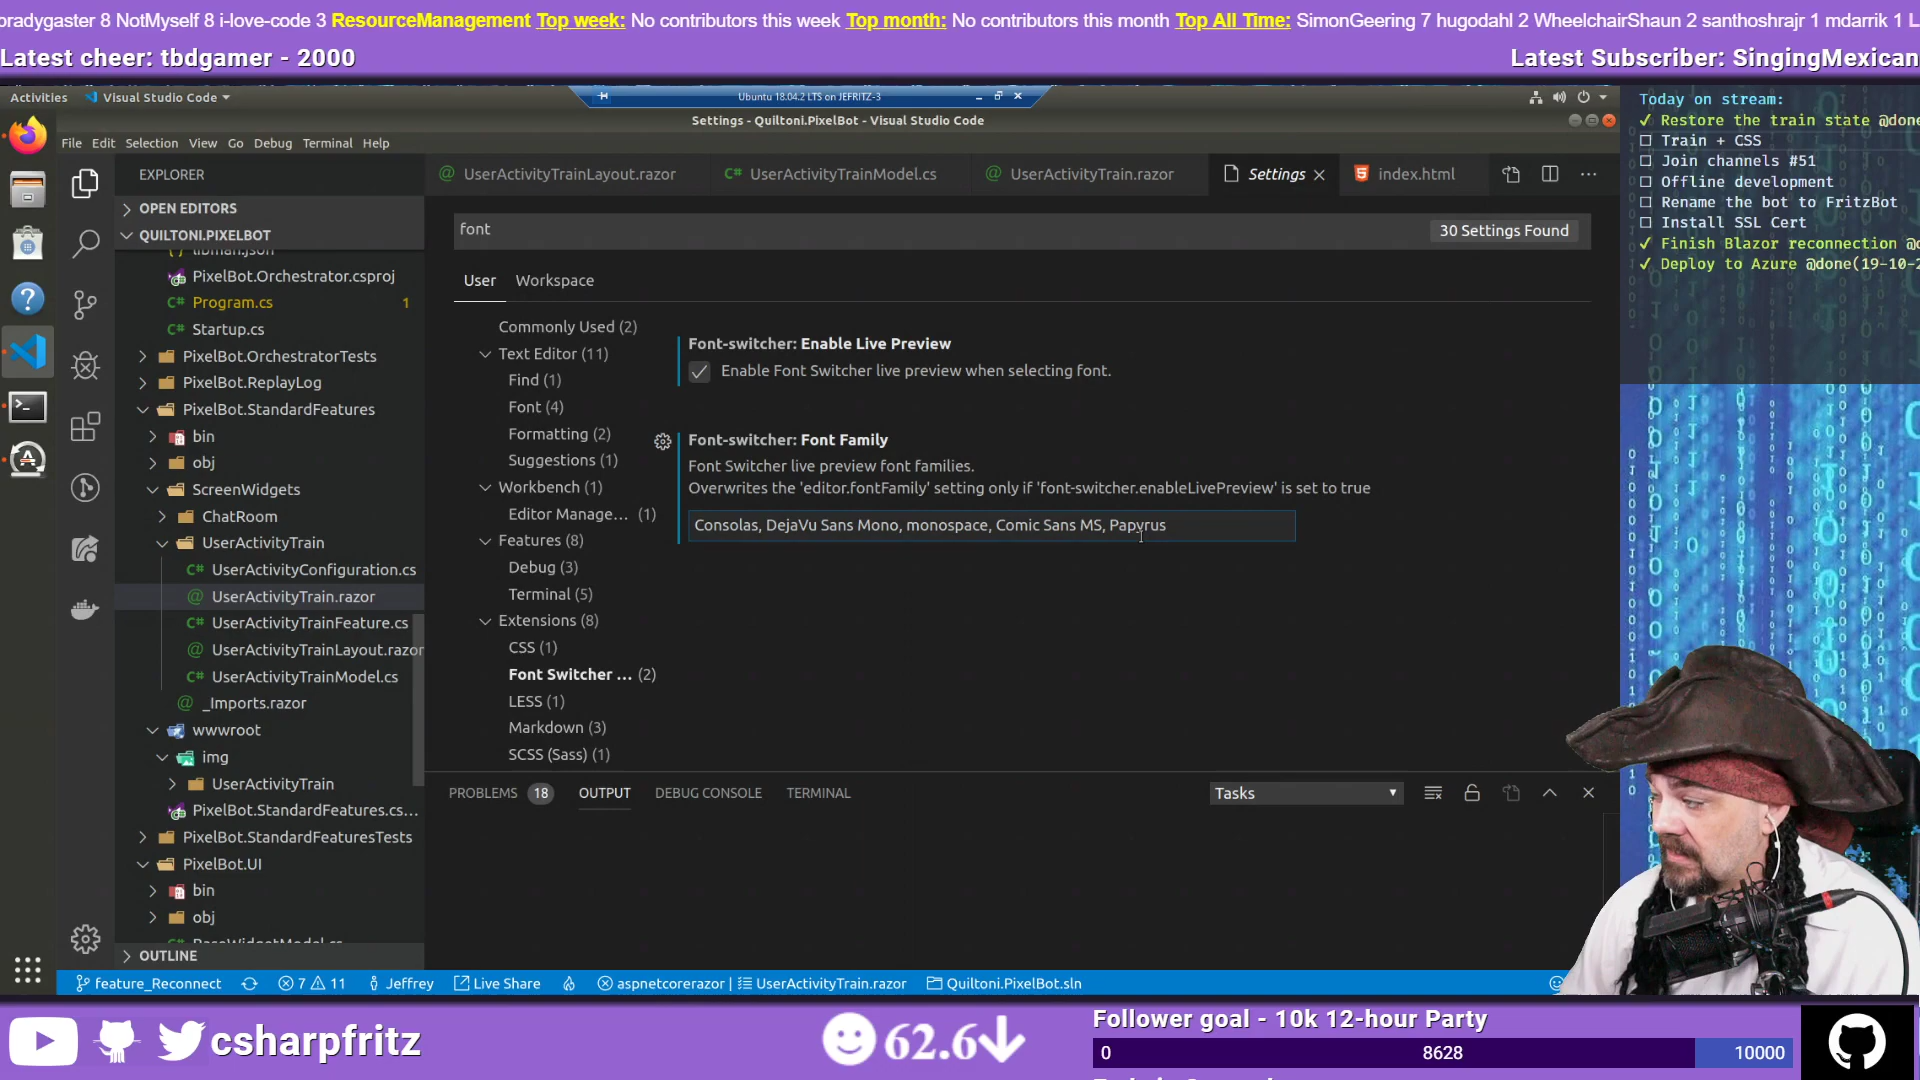 oradygaster 8 NotMyself 8 i-love-code 3 ResourceManagement Top week: No contributors this week Top month: No contributors this month Top All Time: SimonGeering 7 hugodahl 2 WheelchairShaun 2 santhoshrajr 1 mdarrik 1 L
Latest cheer: tbdgamer - 2000
Latest Subscriber: SingingMexican
Activities
Visual Studio Code
Ubuntu 18.04.2 LTS on JEFRITZ-3
Settings - Quiltoni.PixelBot - Visual Studio Code
File Edit Selection View Go Debug Terminal Help
EXPLORER
OPEN EDITORS
QUILTONI.PIXELBOT
libman.json
PixelBot.Orchestrator.csproj
C# Program.cs 1
C# Startup.cs
PixelBot.OrchestratorTests
PixelBot.ReplayLog
PixelBot.StandardFeatures
bin
obj
ScreenWidgets
ChatRoom
UserActivityTrain
C# UserActivityConfiguration.cs
@ UserActivityTrain.razor
C# UserActivityTrainFeature.cs
@ UserActivityTrainLayout.razor
C# UserActivityTrainModel.cs
@ _Imports.razor
wwwroot
img
UserActivityTrain
PixelBot.StandardFeatures.cs...
PixelBot.StandardFeaturesTests
PixelBot.UI
bin
obj
BaseWidgetModel.cs
OUTLINE
@ UserActivityTrainLayout.razor
C# UserActivityTrainModel.cs
@ UserActivityTrain.razor
Settings
index.html
font
30 Settings Found
User
Workspace
Commonly Used (2)
Text Editor (11)
Find (1)
Font (4)
Formatting (2)
Suggestions (1)
Workbench (1)
Editor Manage... (1)
Features (8)
Debug (3)
Terminal (5)
Extensions (8)
CSS (1)
Font Switcher ... (2)
LESS (1)
Markdown (3)
SCSS (Sass) (1)
Font-switcher: Enable Live Preview
Enable Font Switcher live preview when selecting font.
Font-switcher: Font Family
Font Switcher live preview font families.
Overwrites the 'editor.fontFamily' setting only if 'font-switcher.enableLivePreview' is set to true
Consolas, DejaVu Sans Mono, monospace, Comic Sans MS, Papyrus
PROBLEMS 18 OUTPUT DEBUG CONSOLE TERMINAL
Tasks
feature_Reconnect
7 11
Jeffrey
Live Share
aspnetcorerazor | UserActivityTrain.razor
Quiltoni.PixelBot.sln
Today on stream:
✓ Restore the train state @done
☐ Train + CSS
☐ Join channels #51
☐ Offline development
☐ Rename the bot to FritzBot
☐ Install SSL Cert
✓ Finish Blazor reconnection @d
✓ Deploy to Azure @done(19-10-2
csharpfritz
62.6
Follower goal - 10k 12-hour Party
0 8628 10000